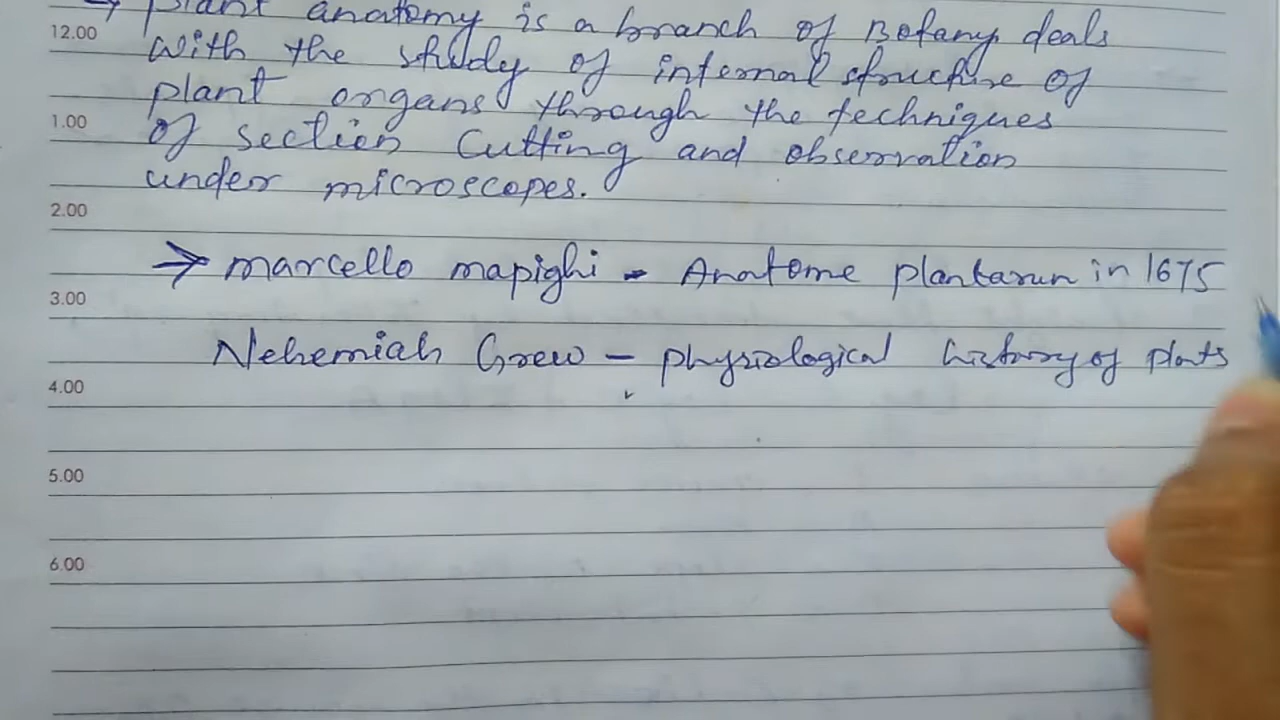 → Plant anatomy is a branch of Botany deals
12.00
with the study of internal structure of
plant organs through the techniques
1.00
of section Cutting and observation
under microscopes.
2.00
→ marcello mapighi - Anatome plantarun in 1675
3.00
Nehemiah Grew – physiological history of plants
4.00
5.00
6.00